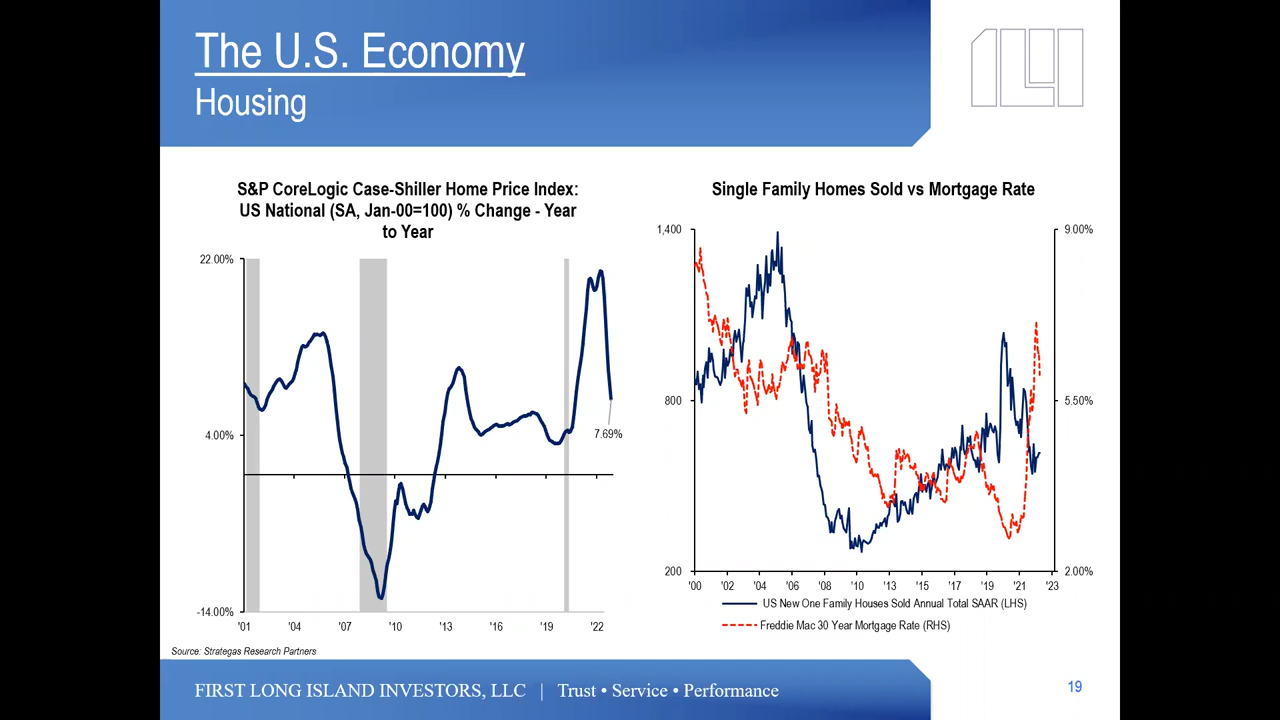 The U.S. Economy
Housing
S&P CoreLogic Case-Shiller Home Price Index:
US National (SA, Jan-00=100) % Change - Year
to Year
22.00%
4.00%
-14.00%
7.69%
'01 '04 '07 '10 '13 '16 '19 '22
Single Family Homes Sold vs Mortgage Rate
1,400
800
200
9.00%
5.50%
2.00%
'00 '02 '04 '06 '08 '10 '12 '13 '15 '17 '19 '21 '23
US New One Family Houses Sold Annual Total SAAR (LHS)
Freddie Mac 30 Year Mortgage Rate (RHS)
Source: Strategas Research Partners
FIRST LONG ISLAND INVESTORS, LLC | Trust • Service • Performance
19